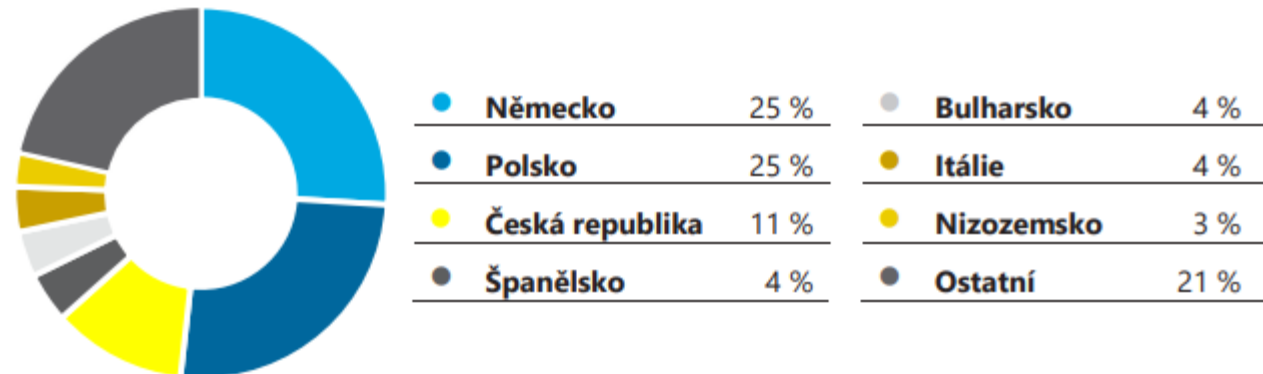 Německo 25 %
Polsko 25 %
Česká republika 11 %
Španělsko 4 %
Bulharsko 4 %
Itálie 4 %
Nizozemsko 3 %
Ostatní 21 %